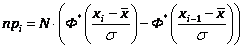 np_i = N · ( Φ*( (x_i − x̄) / σ ) − Φ*( (x_{i−1} − x̄) / σ ) )